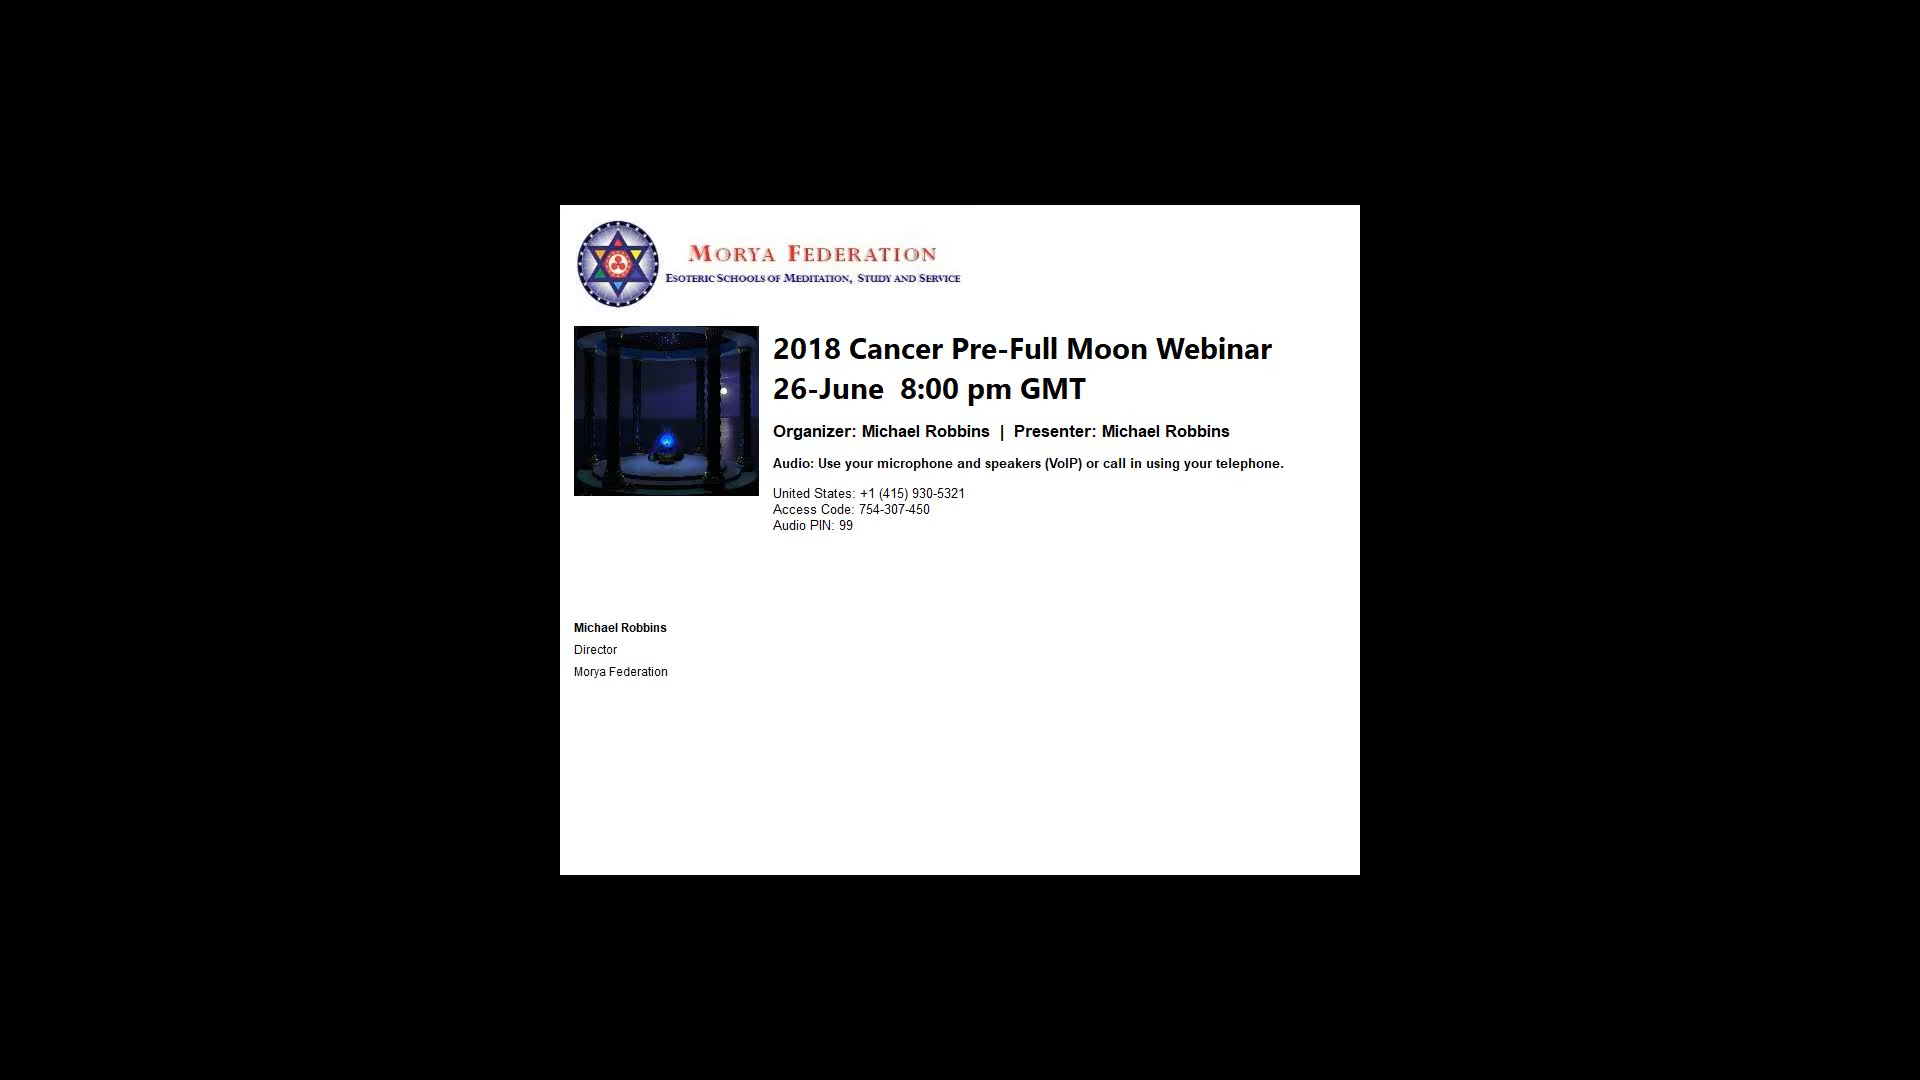 MORYA FEDERATION
ESOTERIC SCHOOLS OF MEDITATION, STUDY AND SERVICE
2018 Cancer Pre-Full Moon Webinar
26-June  8:00 pm GMT
Organizer: Michael Robbins  |  Presenter: Michael Robbins
Audio: Use your microphone and speakers (VoIP) or call in using your telephone.
United States: +1 (415) 930-5321
Access Code: 754-307-450
Audio PIN: 99
Michael Robbins
Director
Morya Federation